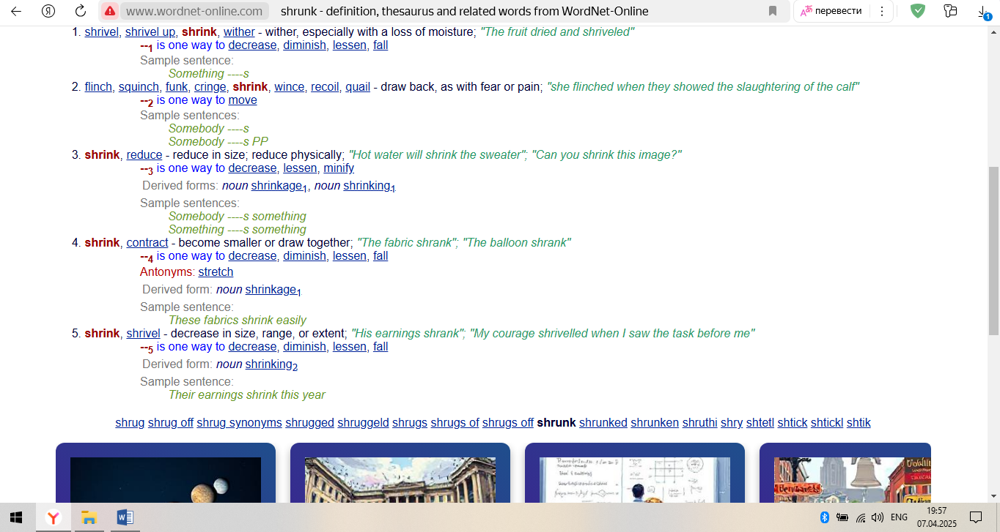 www.wordnet-online.com shrunk - definition, thesaurus and related words from WordNet-Online перевести
1. shrivel, shrivel up, shrink, wither - wither, especially with a loss of moisture; "The fruit dried and shriveled"
--1 is one way to decrease, diminish, lessen, fall
Sample sentence:
Something ----s
2. flinch, squinch, funk, cringe, shrink, wince, recoil, quail - draw back, as with fear or pain; "she flinched when they showed the slaughtering of the calf"
--2 is one way to move
Sample sentences:
Somebody ----s
Somebody ----s PP
3. shrink, reduce - reduce in size; reduce physically; "Hot water will shrink the sweater"; "Can you shrink this image?"
--3 is one way to decrease, lessen, minify
Derived forms: noun shrinkage1, noun shrinking1
Sample sentences:
Somebody ----s something
Something ----s something
4. shrink, contract - become smaller or draw together; "The fabric shrank"; "The balloon shrank"
--4 is one way to decrease, diminish, lessen, fall
Antonyms: stretch
Derived form: noun shrinkage1
Sample sentence:
These fabrics shrink easily
5. shrink, shrivel - decrease in size, range, or extent; "His earnings shrank"; "My courage shrivelled when I saw the task before me"
--5 is one way to decrease, diminish, lessen, fall
Derived form: noun shrinking2
Sample sentence:
Their earnings shrink this year
shrug shrug off shrug synonyms shrugged shruggeld shrugs shrugs of shrugs off shrunk shrunked shrunken shruthi shry shtetl shtick shtickl shtik
ENG
19:57
07.04.2025